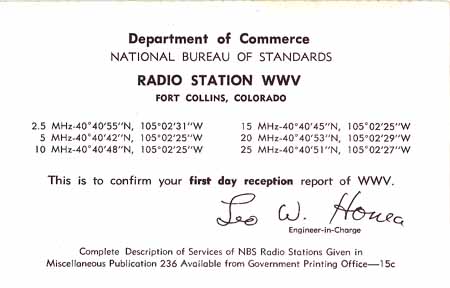 Department of Commerce
NATIONAL BUREAU OF STANDARDS
RADIO STATION WWV
FORT COLLINS, COLORADO
2.5 MHz-40°40'55"N, 105°02'31"W 15 MHz-40°40'45"N, 105°02'25"W
5 MHz-40°40'42"N, 105°02'25"W 20 MHz-40°40'53"N, 105°02'29"W
10 MHz-40°40'48"N, 105°02'25"W 25 MHz-40°40'51"N, 105°02'27"W
This is to confirm your first day reception report of WWV.
Leo W. Honea
Engineer-in-Charge
Complete Description of Services of NBS Radio Stations Given in
Miscellaneous Publication 236 Available from Government Printing Office—15c